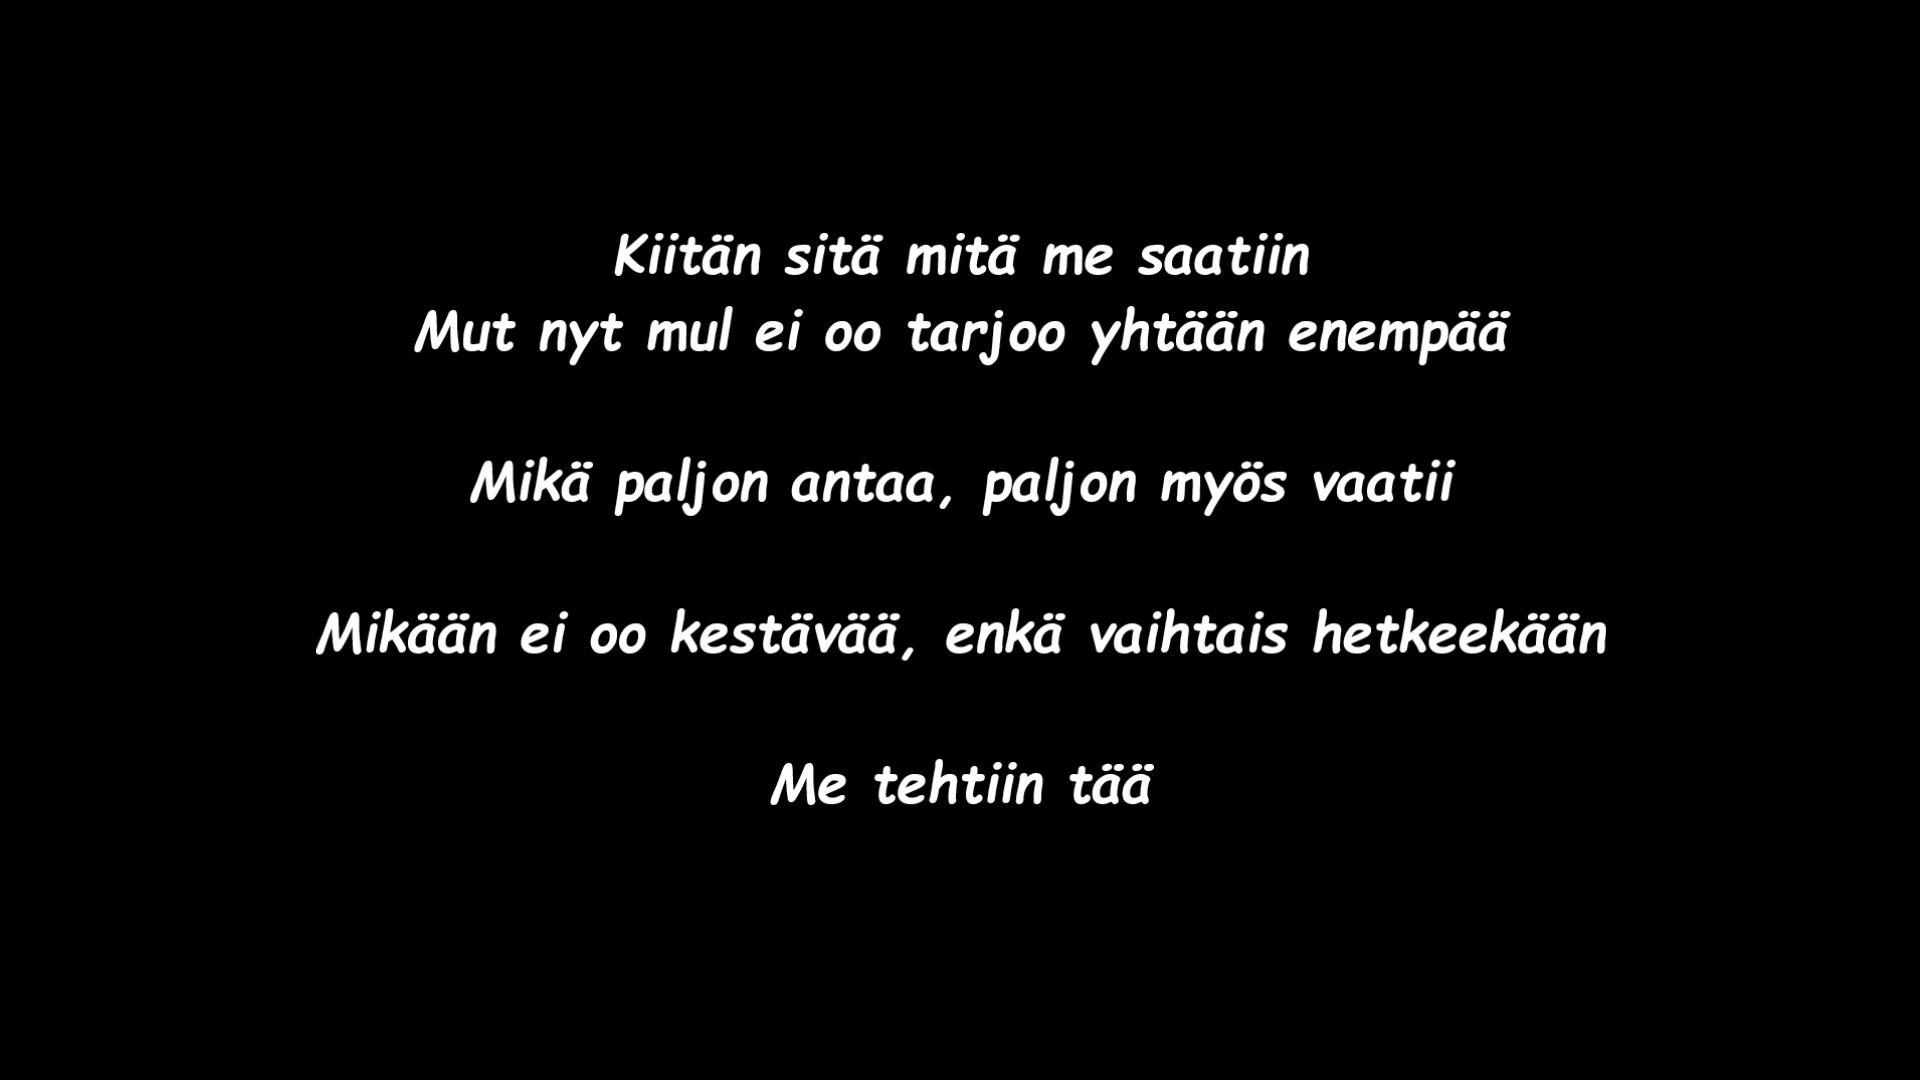 Kiitän sitä mitä me saatiin
Mut nyt mul ei oo tarjoo yhtään enempää
Mikä paljon antaa, paljon myös vaatii
Mikään ei oo kestävää, enkä vaihtais hetkeekään
Me tehtiin tää